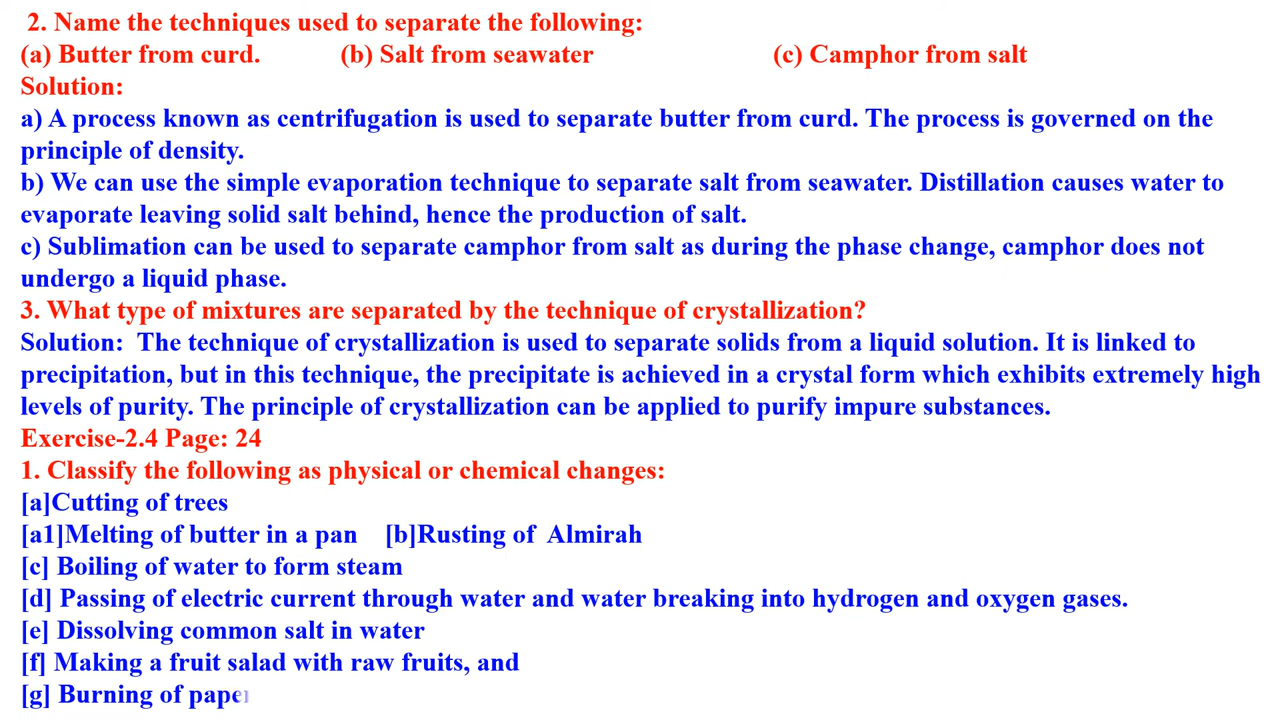 2. Name the techniques used to separate the following:
(a) Butter from curd. (b) Salt from seawater (c) Camphor from salt
Solution:
a) A process known as centrifugation is used to separate butter from curd. The process is governed on the
principle of density.
b) We can use the simple evaporation technique to separate salt from seawater. Distillation causes water to
evaporate leaving solid salt behind, hence the production of salt.
c) Sublimation can be used to separate camphor from salt as during the phase change, camphor does not
undergo a liquid phase.
3. What type of mixtures are separated by the technique of crystallization?
Solution: The technique of crystallization is used to separate solids from a liquid solution. It is linked to
precipitation, but in this technique, the precipitate is achieved in a crystal form which exhibits extremely high
levels of purity. The principle of crystallization can be applied to purify impure substances.
Exercise-2.4 Page: 24
1. Classify the following as physical or chemical changes:
[a]Cutting of trees
[a1]Melting of butter in a pan [b]Rusting of Almirah
[c] Boiling of water to form steam
[d] Passing of electric current through water and water breaking into hydrogen and oxygen gases.
[e] Dissolving common salt in water
[f] Making a fruit salad with raw fruits, and
[g] Burning of paper